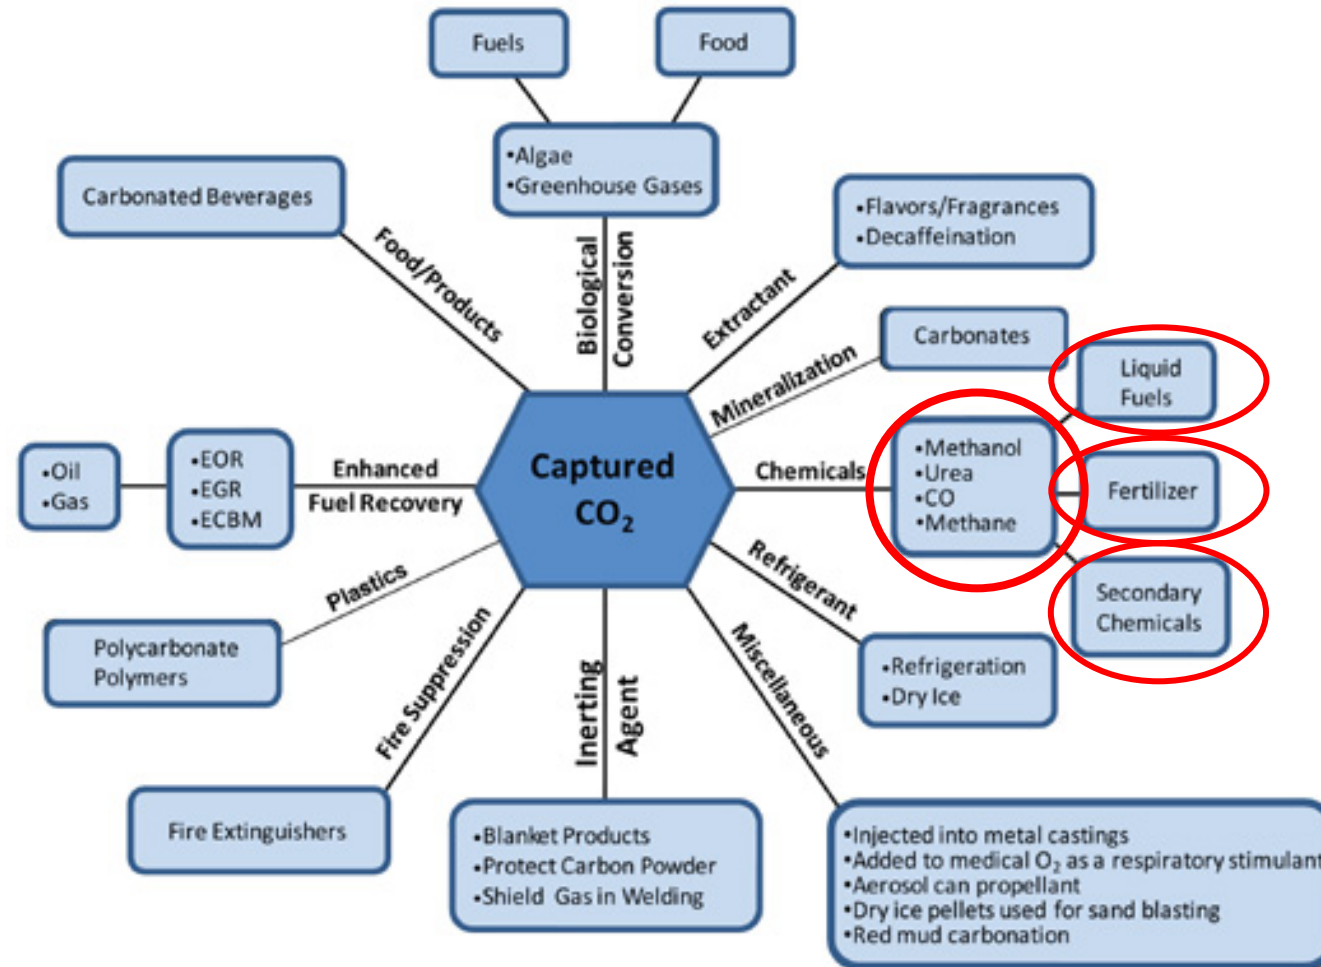 Fuels
Food
•Algae
•Greenhouse Gases
Carbonated Beverages
•Flavors/Fragrances
•Decaffeination
Food/Products
Biological
Conversion
Extractant
Mineralization
Carbonates
Liquid
Fuels
•Oil
•Gas
•EOR
•EGR
•ECBM
Enhanced
Fuel Recovery
Captured
CO₂
Chemicals
•Methanol
•Urea
•CO
•Methane
Fertilizer
Secondary
Chemicals
Plastics
Polycarbonate
Polymers
Refrigerant
•Refrigeration
•Dry Ice
Fire Suppression
Fire Extinguishers
Inerting
Agent
•Blanket Products
•Protect Carbon Powder
•Shield Gas in Welding
Miscellaneous
•Injected into metal castings
•Added to medical O₂ as a respiratory stimulant
•Aerosol can propellant
•Dry ice pellets used for sand blasting
•Red mud carbonation